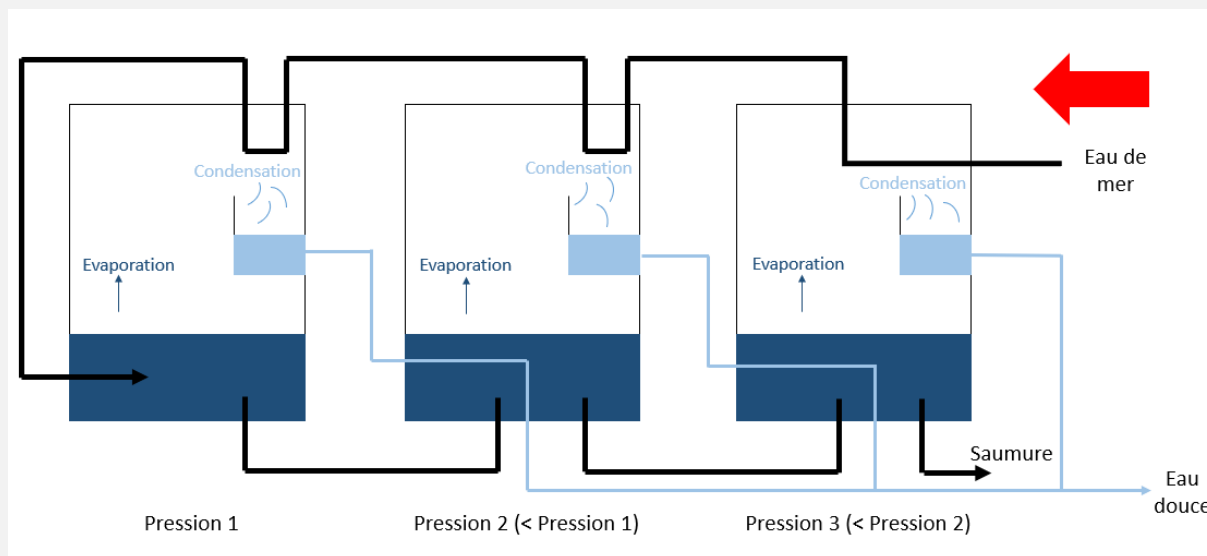 Eau de
mer
Condensation
Condensation
Condensation
Evaporation
Evaporation
Evaporation
Saumure
Eau
douce
Pression 1
Pression 2 (< Pression 1)
Pression 3 (< Pression 2)